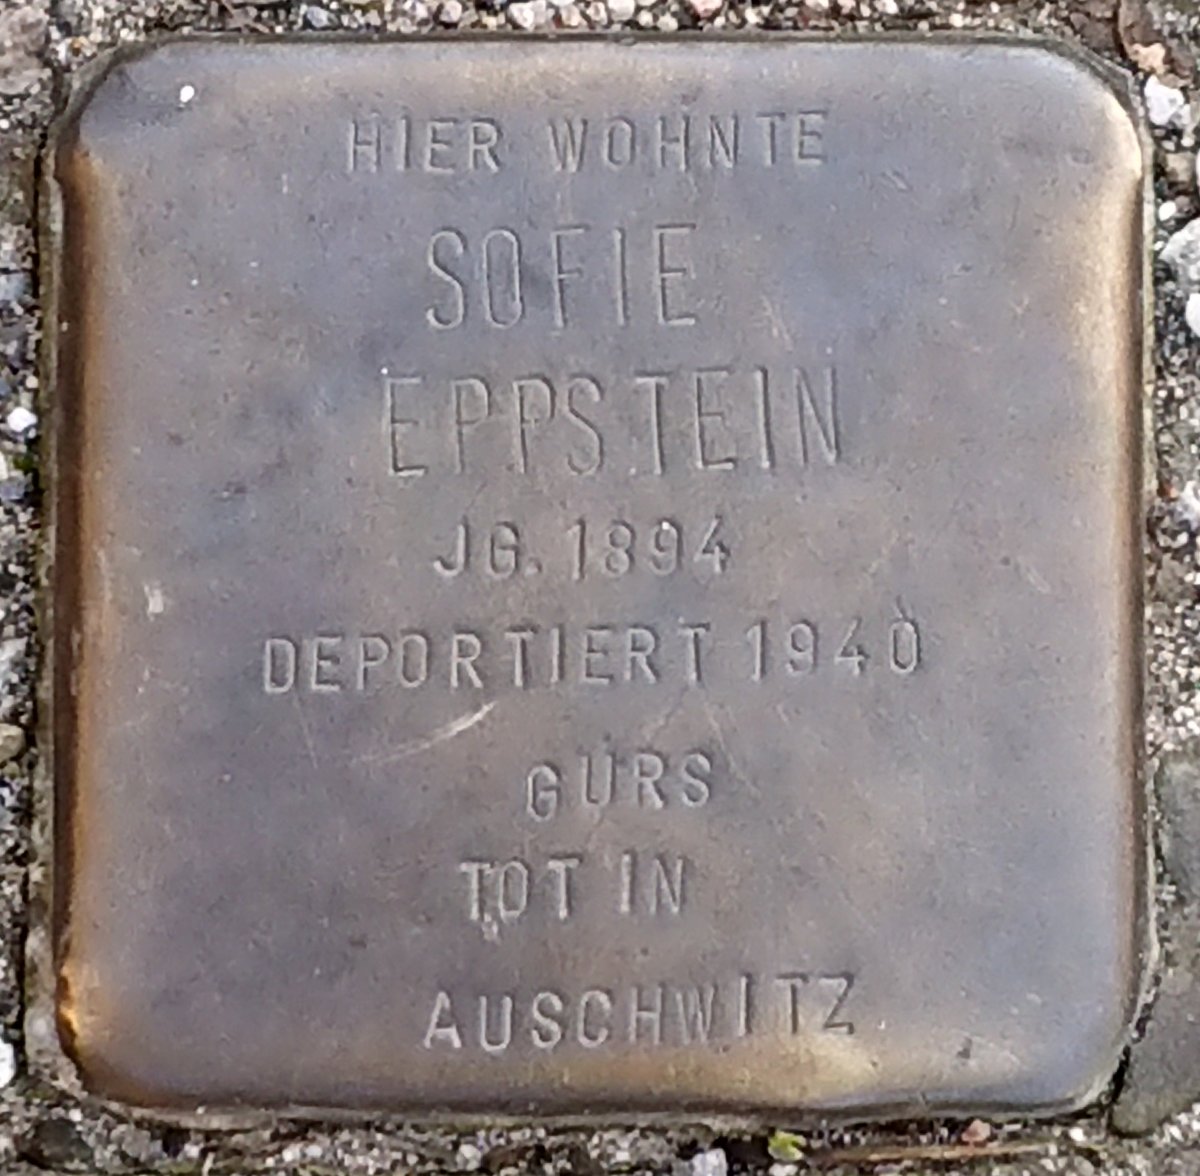 HIER WOHNTE
SOFIE
EPPSTEIN
JG. 1894
DEPORTIERT 1940
GURS
TOT IN
AUSCHWITZ